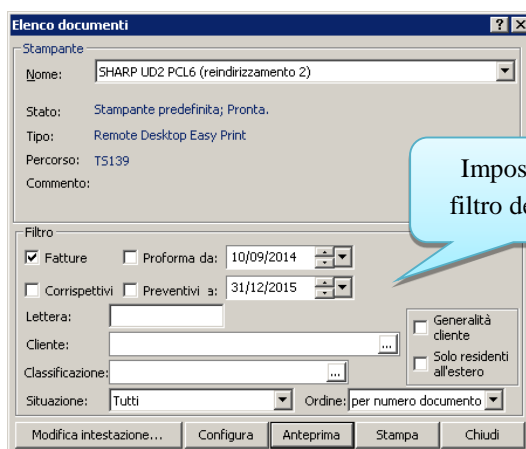 Elenco documenti
Stampante
Nome: SHARP UD2 PCL6 (reindirizzamento 2)
Stato: Stampante predefinita; Pronta.
Tipo: Remote Desktop Easy Print
Percorso: TS139
Commento:
Impos
filtro de
Filtro
Fatture Proforma da: 10/09/2014
Corrispettivi Preventivi a: 31/12/2015
Lettera:
Generalità cliente
Cliente: ...
Solo residenti all'estero
Classificazione: ...
Situazione: Tutti Ordine: per numero documento
Modifica intestazione... Configura Anteprima Stampa Chiudi